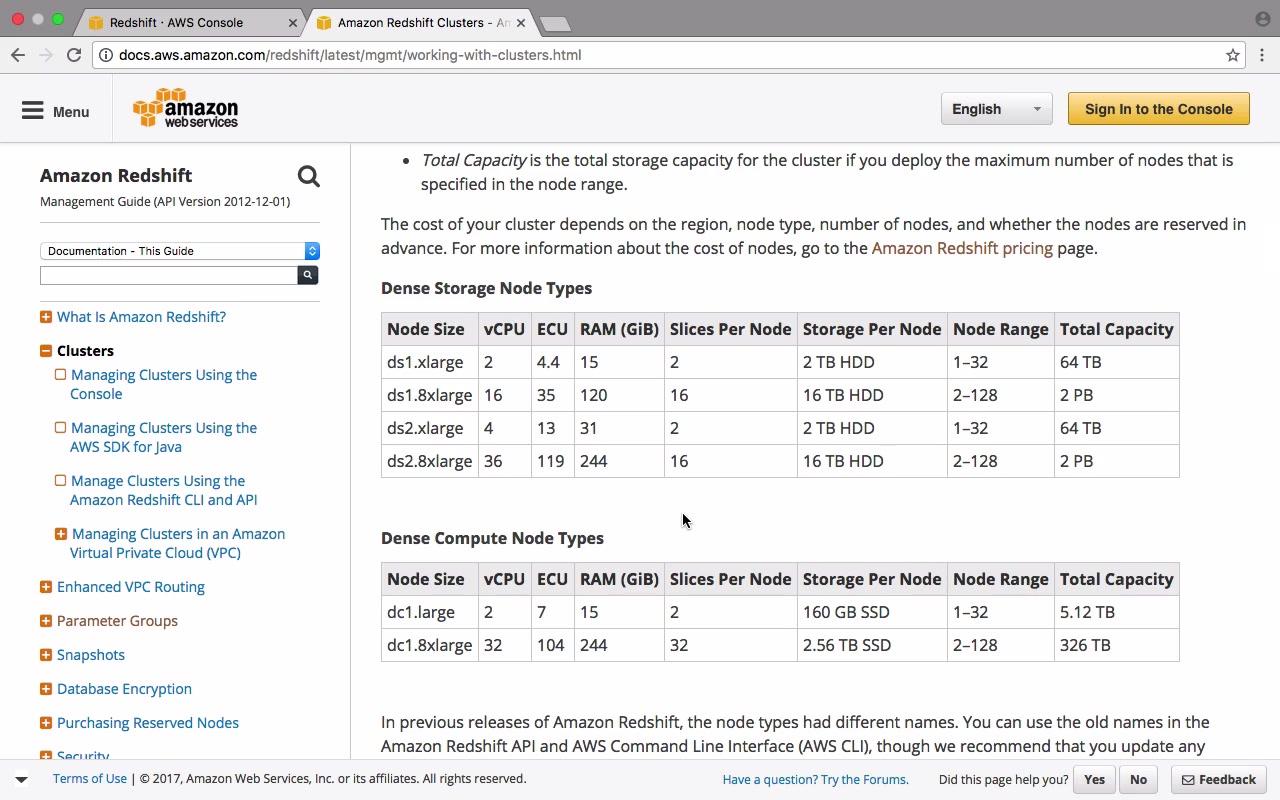 Redshift · AWS Console
Amazon Redshift Clusters - Am
docs.aws.amazon.com/redshift/latest/mgmt/working-with-clusters.html
Menu
amazon
webservices
English
Sign In to the Console
Amazon Redshift
Management Guide (API Version 2012-12-01)
Documentation - This Guide
What Is Amazon Redshift?
Clusters
Managing Clusters Using the
Console
Managing Clusters Using the
AWS SDK for Java
Manage Clusters Using the
Amazon Redshift CLI and API
Managing Clusters in an Amazon
Virtual Private Cloud (VPC)
Enhanced VPC Routing
Parameter Groups
Snapshots
Database Encryption
Purchasing Reserved Nodes
Security
• Total Capacity is the total storage capacity for the cluster if you deploy the maximum number of nodes that is
specified in the node range.
The cost of your cluster depends on the region, node type, number of nodes, and whether the nodes are reserved in
advance. For more information about the cost of nodes, go to the Amazon Redshift pricing page.
Dense Storage Node Types
Node Size vCPU ECU RAM (GiB) Slices Per Node Storage Per Node Node Range Total Capacity
ds1.xlarge 2 4.4 15 2 2 TB HDD 1–32 64 TB
ds1.8xlarge 16 35 120 16 16 TB HDD 2–128 2 PB
ds2.xlarge 4 13 31 2 2 TB HDD 1–32 64 TB
ds2.8xlarge 36 119 244 16 16 TB HDD 2–128 2 PB
Dense Compute Node Types
Node Size vCPU ECU RAM (GiB) Slices Per Node Storage Per Node Node Range Total Capacity
dc1.large 2 7 15 2 160 GB SSD 1–32 5.12 TB
dc1.8xlarge 32 104 244 32 2.56 TB SSD 2–128 326 TB
In previous releases of Amazon Redshift, the node types had different names. You can use the old names in the
Amazon Redshift API and AWS Command Line Interface (AWS CLI), though we recommend that you update any
Terms of Use | © 2017, Amazon Web Services, Inc. or its affiliates. All rights reserved.
Have a question? Try the Forums.
Did this page help you?
Yes
No
Feedback